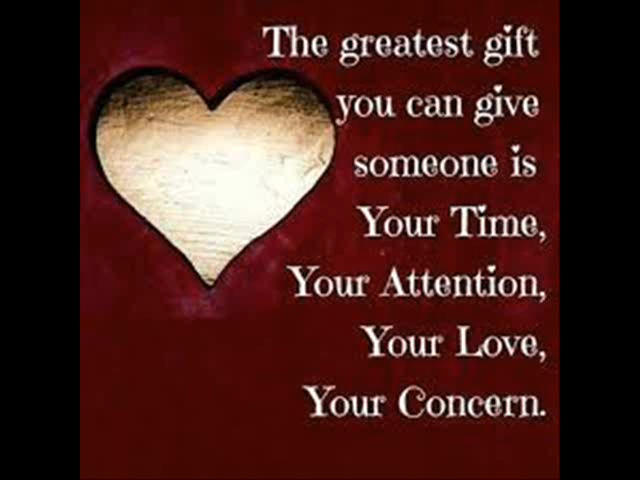 The greatest gift
you can give
someone is
Your Time,
Your Attention,
Your Love,
Your Concern.